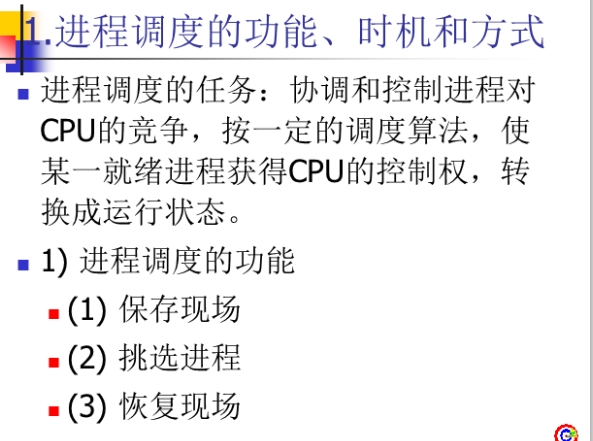 1.进程调度的功能、时机和方式
进程调度的任务：协调和控制进程对
CPU的竞争，按一定的调度算法，使
某一就绪进程获得CPU的控制权，转
换成运行状态。
1) 进程调度的功能
(1) 保存现场
(2) 挑选进程
(3) 恢复现场